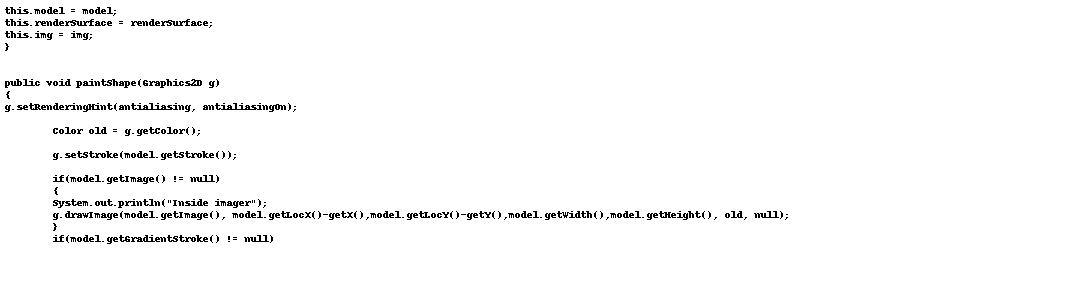 this.model = model;
this.renderSurface = renderSurface;
this.img = img;
}
public void paintShape(Graphics2D g)
{
g.setRenderingHint(antialiasing, antialiasingOn);
Color old = g.getColor();
g.setStroke(model.getStroke());
if(model.getImage() != null)
{
System.out.println("Inside imager");
g.drawImage(model.getImage(), model.getLocX()-getX(),model.getLocY()-getY(),model.getWidth(),model.getHeight(), old, null);
}
if(model.getGradientStroke() != null)